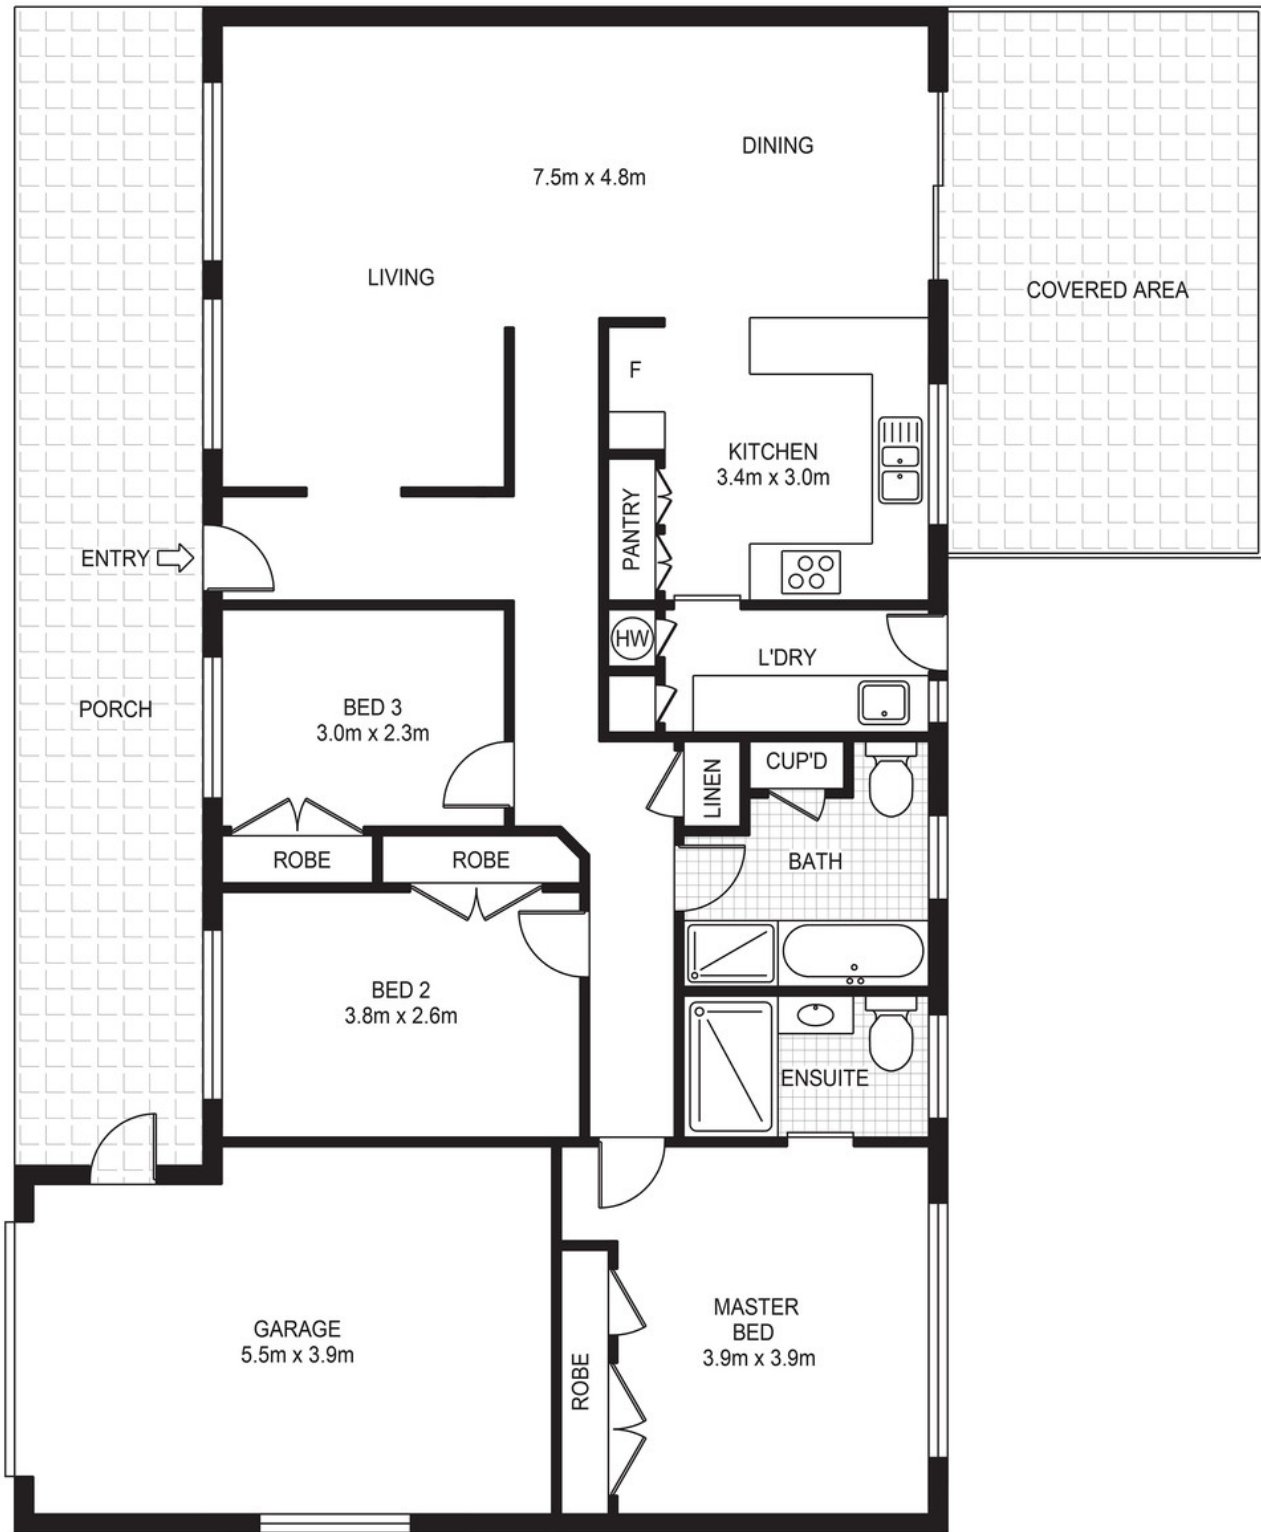 DINING
7.5m x 4.8m
LIVING
COVERED AREA
F
KITCHEN
3.4m x 3.0m
PANTRY
ENTRY
HW
L'DRY
PORCH
BED 3
3.0m x 2.3m
LINEN
CUP'D
ROBE
ROBE
BATH
BED 2
3.8m x 2.6m
ENSUITE
GARAGE
5.5m x 3.9m
MASTER
BED
3.9m x 3.9m
ROBE